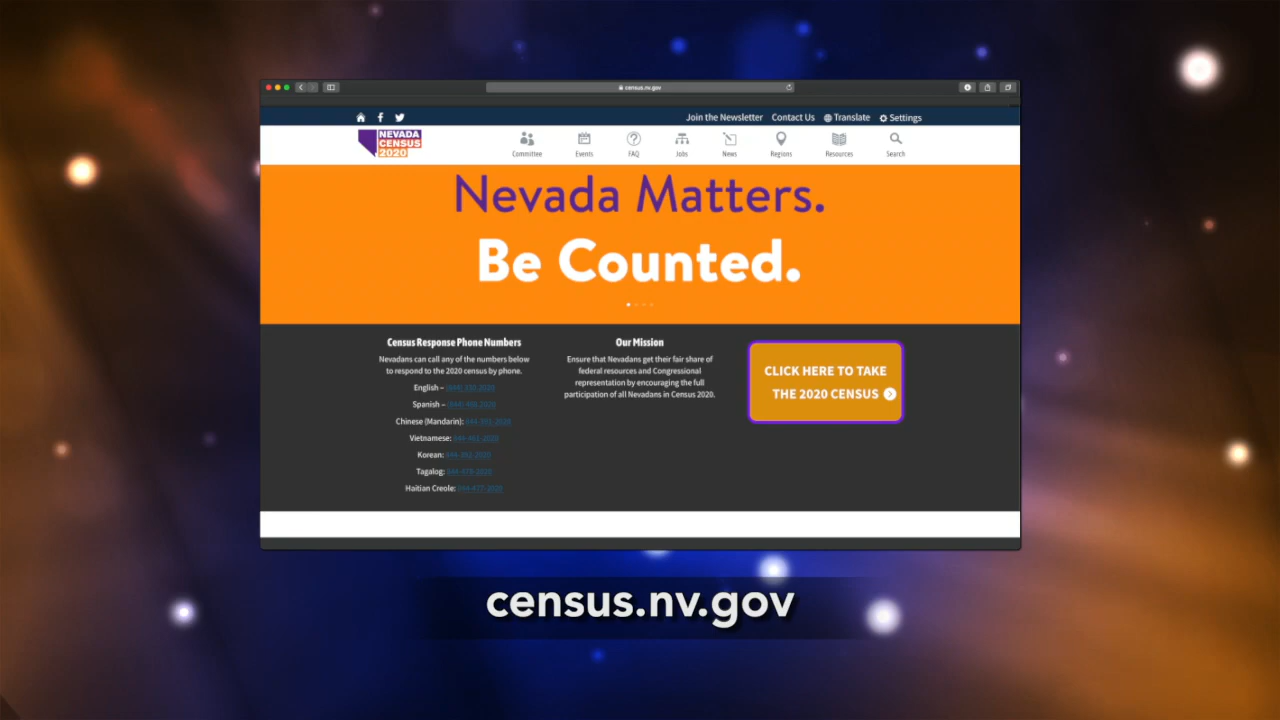 census.nv.gov
Join the Newsletter Contact Us Translate Settings
NEVADA
CENSUS
2020
Committee Events FAQ Jobs News Regions Resources Search
Nevada Matters.
Be Counted.
Census Response Phone Numbers
Nevadans can call any of the numbers below
to respond to the 2020 census by phone.
English –
Spanish –
Chinese (Mandarin):
Vietnamese:
Korean:
Tagalog:
Haitian Creole:
Our Mission
Ensure that Nevadans get their fair share of
federal resources and Congressional
representation by encouraging the full
participation of all Nevadans in Census 2020.
CLICK HERE TO TAKE
THE 2020 CENSUS
census.nv.gov